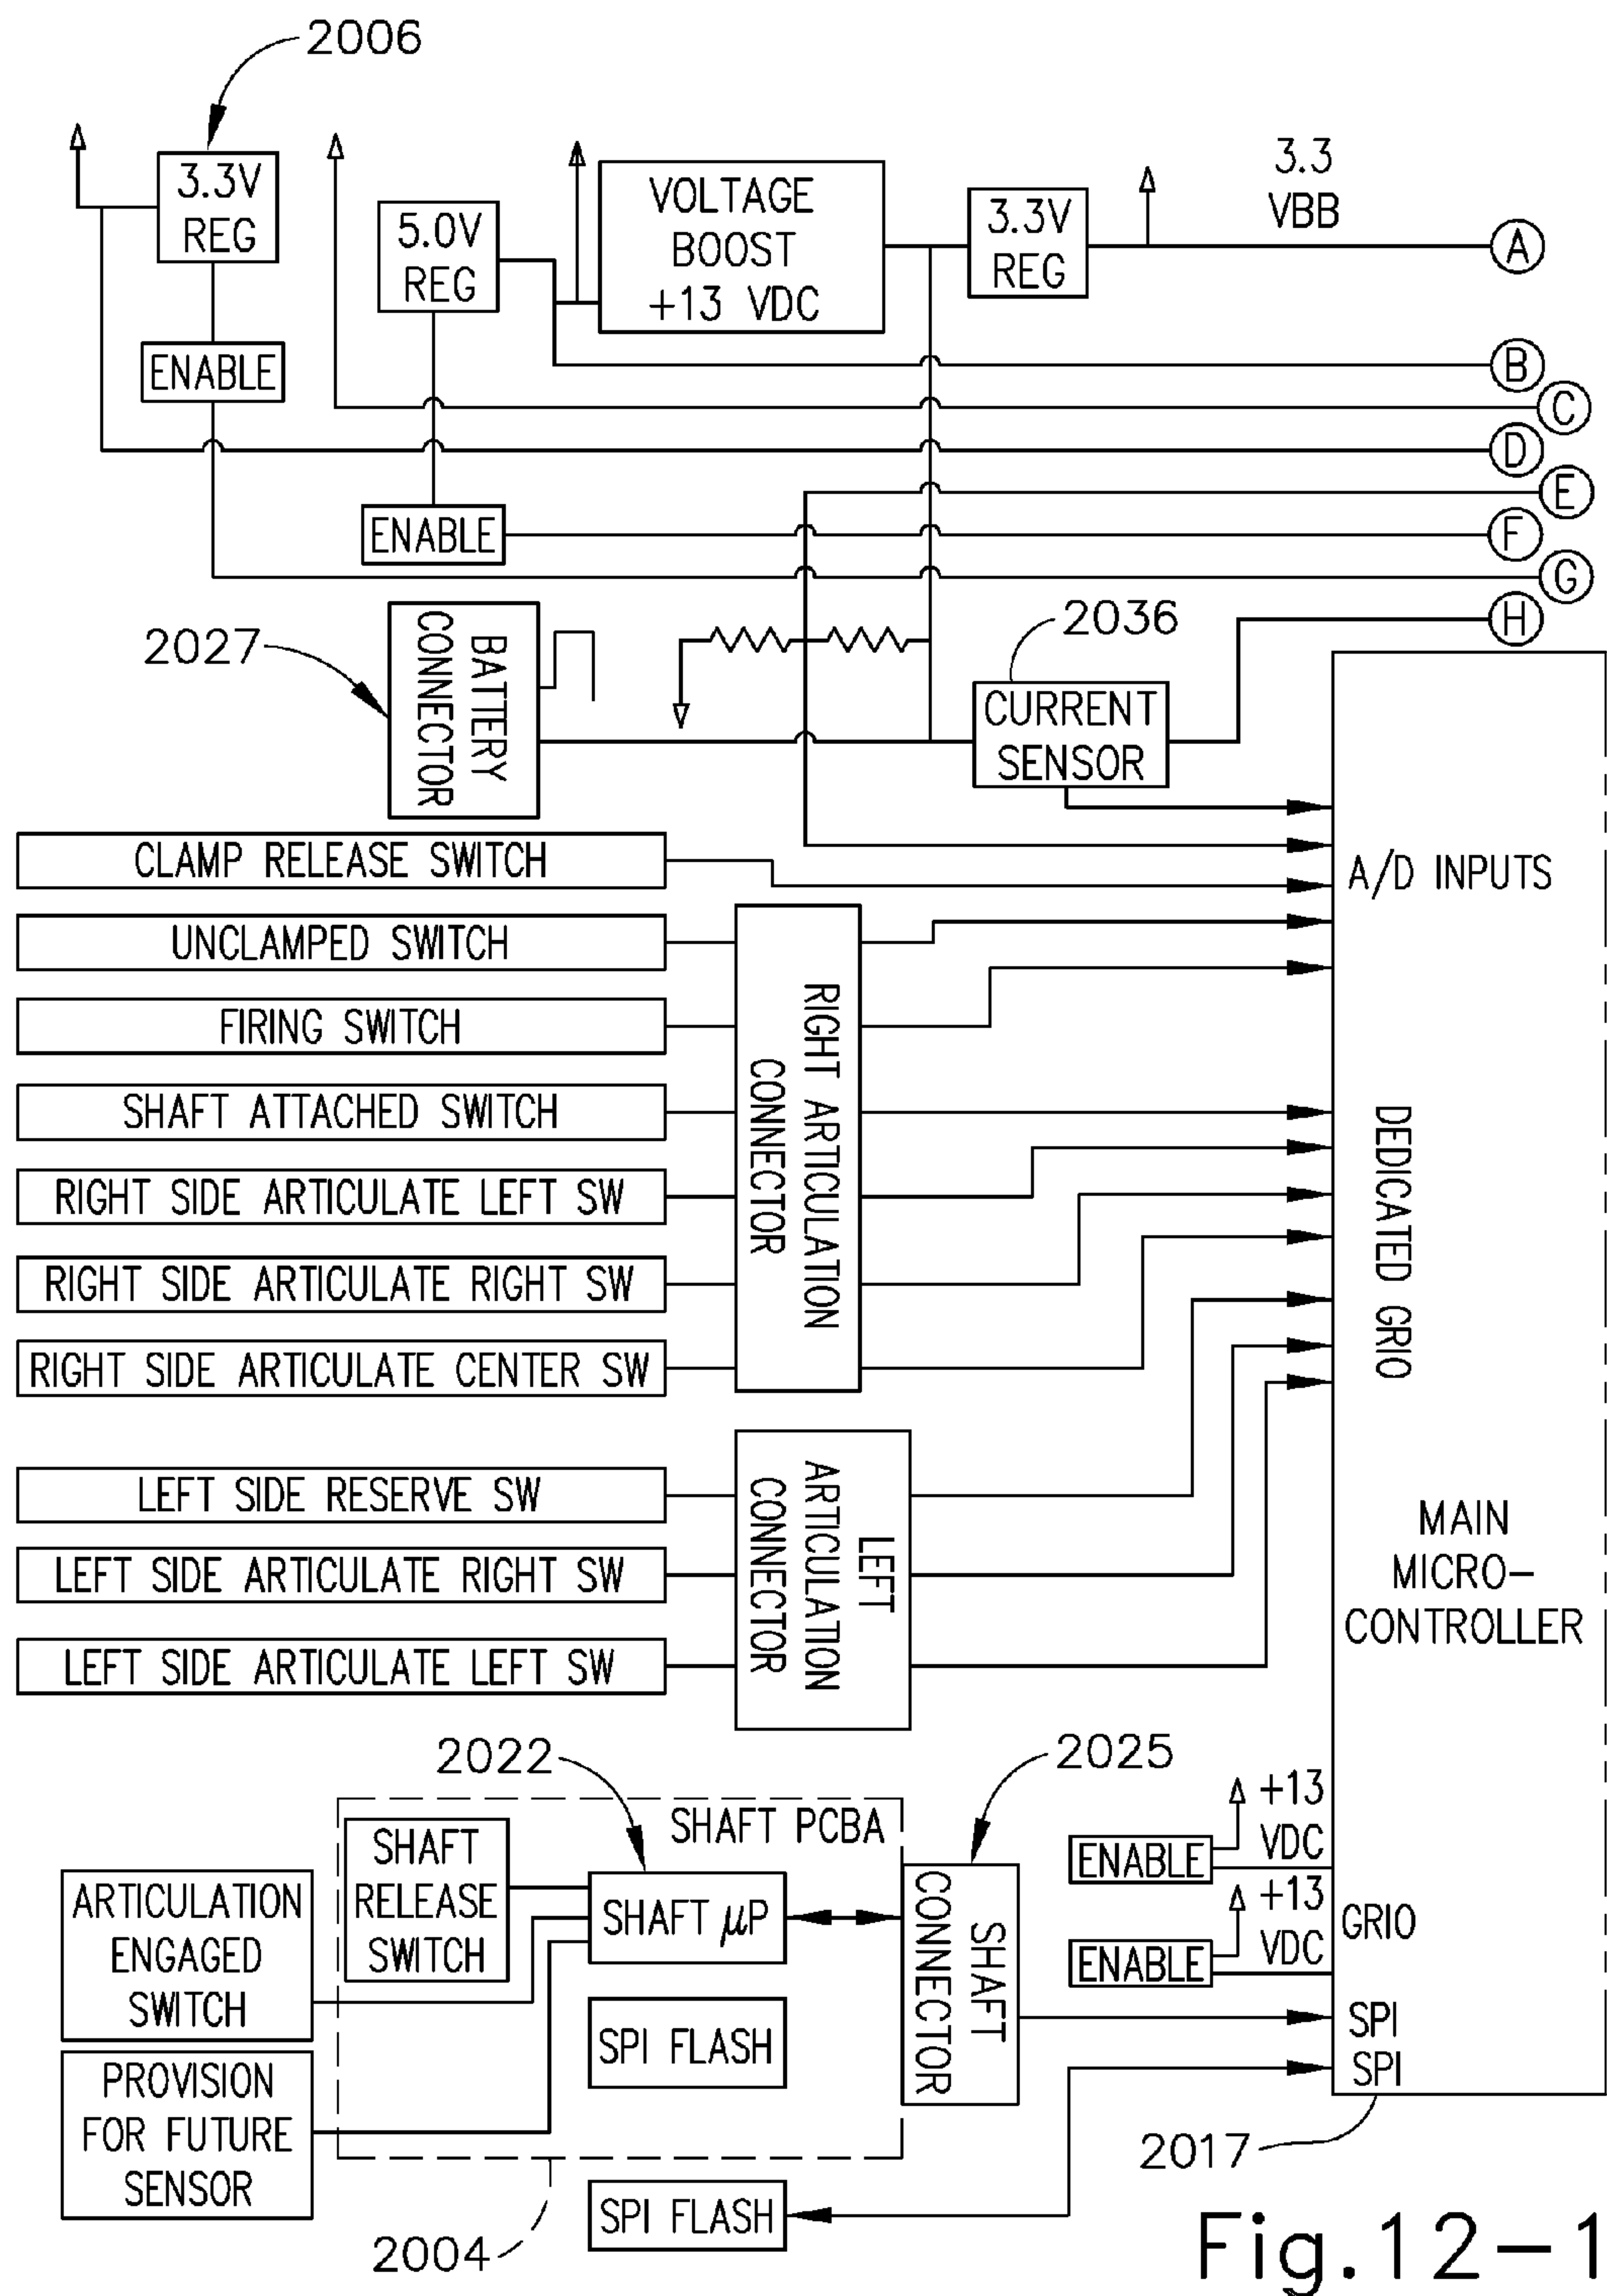 2006
3.3V
REG
5.0V
REG
VOLTAGE
BOOST
+13 VDC
3.3V
REG
3.3
VBB
A
ENABLE
B
C
D
E
ENABLE
F
G
H
2027
BATTERY
CONNECTOR
2036
CURRENT
SENSOR
A/D INPUTS
CLAMP RELEASE SWITCH
UNCLAMPED SWITCH
FIRING SWITCH
SHAFT ATTACHED SWITCH
RIGHT SIDE ARTICULATE LEFT SW
RIGHT SIDE ARTICULATE RIGHT SW
RIGHT SIDE ARTICULATE CENTER SW
RIGHT ARTICULATION
CONNECTOR
DEDICATED GRIO
LEFT SIDE RESERVE SW
LEFT SIDE ARTICULATE RIGHT SW
LEFT SIDE ARTICULATE LEFT SW
LEFT
ARTICULATION
CONNECTOR
MAIN
MICRO-
CONTROLLER
2022
2025
SHAFT PCBA
SHAFT
RELEASE
SWITCH
SHAFT μP
SPI FLASH
ARTICULATION
ENGAGED
SWITCH
PROVISION
FOR FUTURE
SENSOR
SHAFT
CONNECTOR
+13
VDC
ENABLE
+13
VDC
ENABLE
GRIO
SPI
SPI
2017
SPI FLASH
2004
Fig.12-1